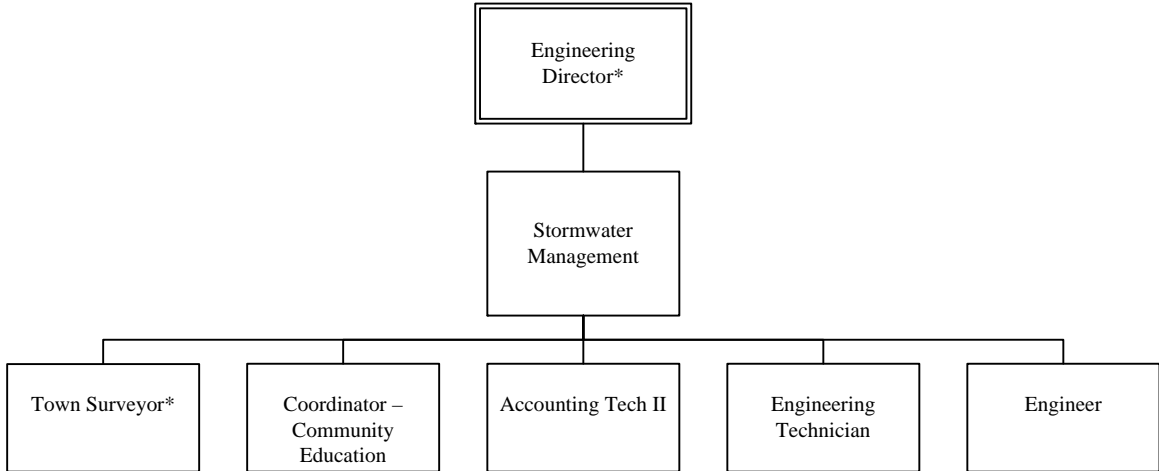 Engineering
Director*
Stormwater
Management
Town Surveyor*
Coordinator –
Community
Education
Accounting Tech II
Engineering
Technician
Engineer